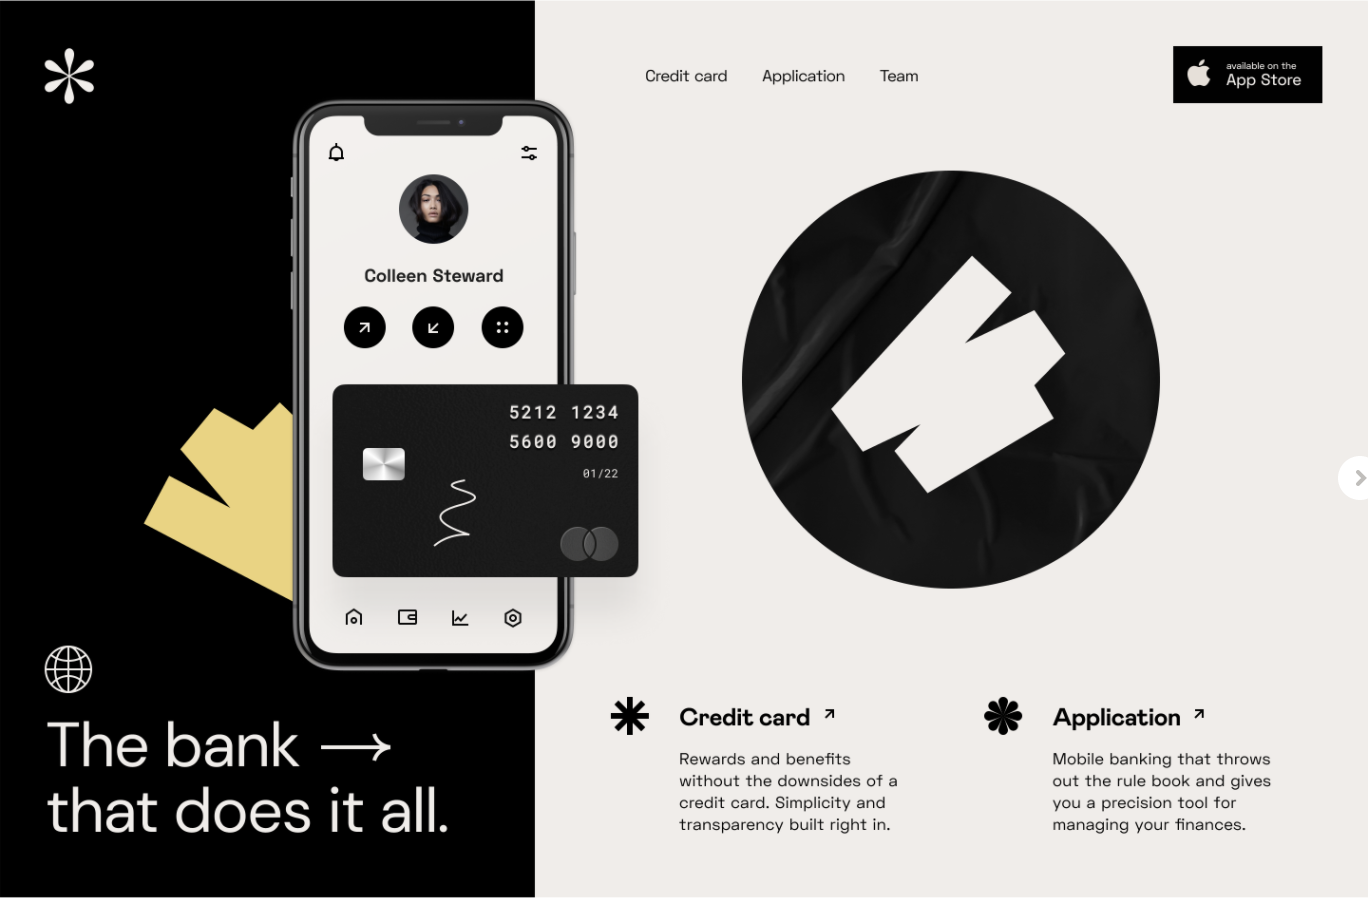 Credit card
Application
Team
available on the
App Store
Colleen Steward
5212 1234
5600 9000
01/22
The bank →
that does it all.
Credit card ↗
Rewards and benefits
without the downsides of a
credit card. Simplicity and
transparency built right in.
Application ↗
Mobile banking that throws
out the rule book and gives
you a precision tool for
managing your finances.